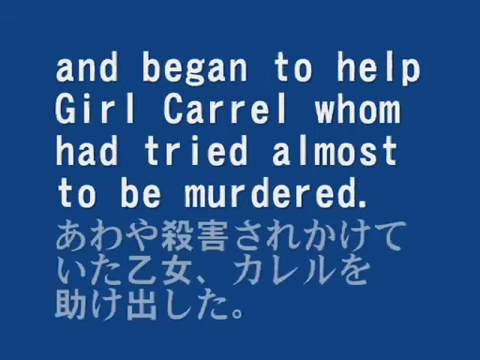 and began to help
Girl Carrel whom
had tried almost
to be murdered.
あわや殺害されかけて
いた乙女、カレルを
助け出した。